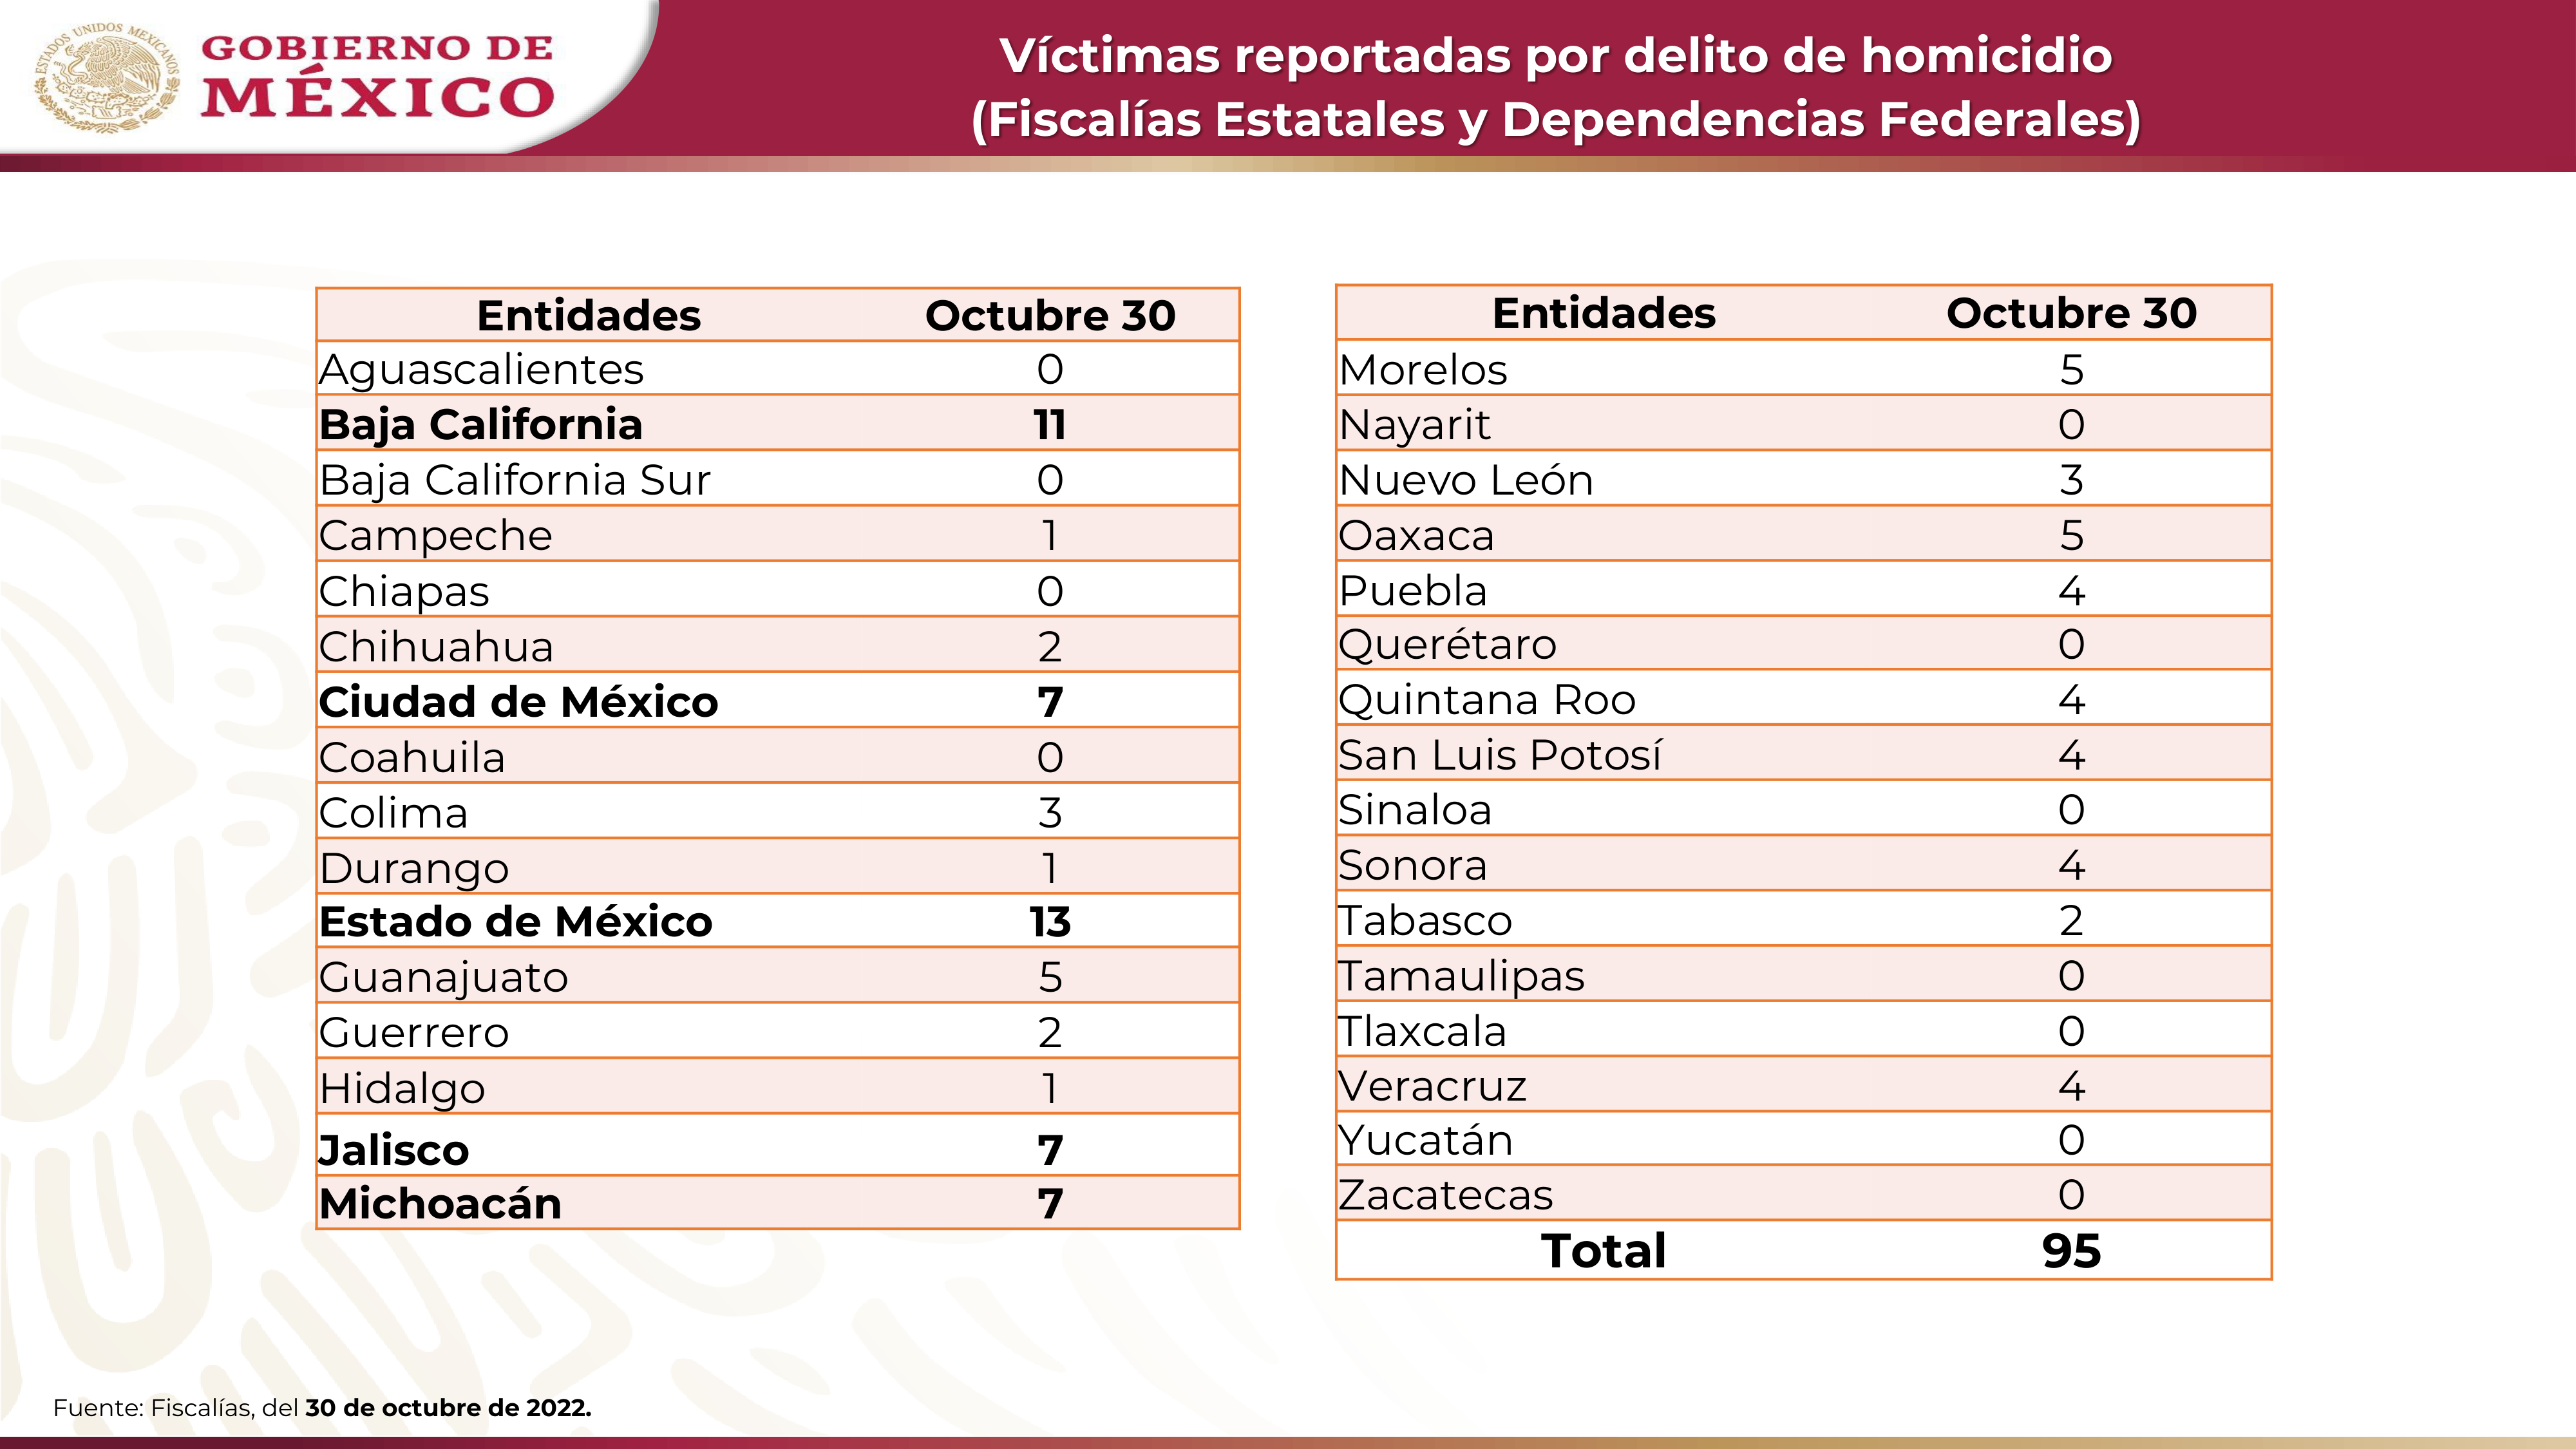 ESTADOS UNIDOS MEXICANOS
GOBIERNO DE
MÉXICO
Víctimas reportadas por delito de homicidio
(Fiscalías Estatales y Dependencias Federales)
Entidades Octubre 30
Aguascalientes 0
Baja California 11
Baja California Sur 0
Campeche 1
Chiapas 0
Chihuahua 2
Ciudad de México 7
Coahuila 0
Colima 3
Durango 1
Estado de México 13
Guanajuato 5
Guerrero 2
Hidalgo 1
Jalisco 7
Michoacán 7
Entidades Octubre 30
Morelos 5
Nayarit 0
Nuevo León 3
Oaxaca 5
Puebla 4
Querétaro 0
Quintana Roo 4
San Luis Potosí 4
Sinaloa 0
Sonora 4
Tabasco 2
Tamaulipas 0
Tlaxcala 0
Veracruz 4
Yucatán 0
Zacatecas 0
Total 95
Fuente: Fiscalías, del 30 de octubre de 2022.